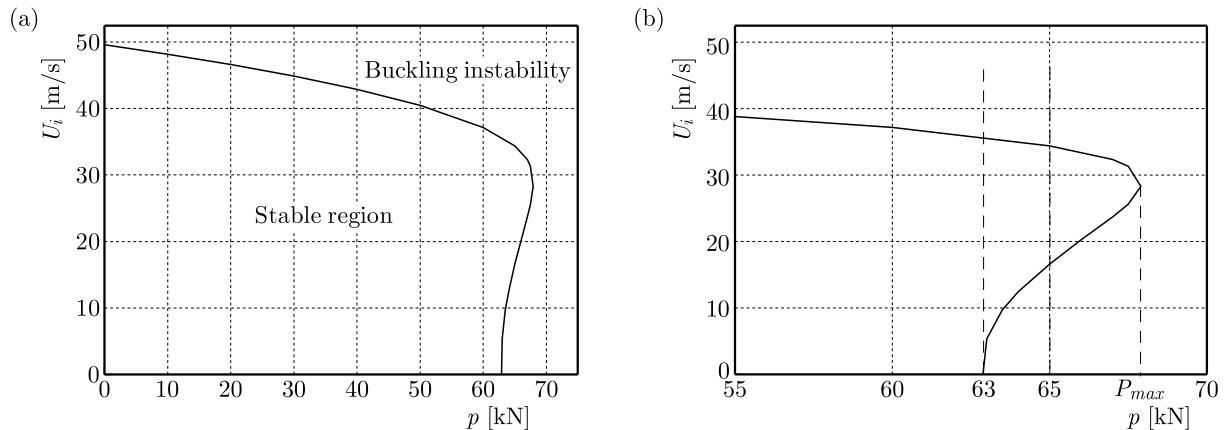 (a)
50
40
30
20
10
0
U_i [m/s]
Buckling instability
Stable region
0 10 20 30 40 50 60 70
p [kN]
(b)
50
40
30
20
10
0
U_i [m/s]
55 60 63 65 P_max 70
p [kN]